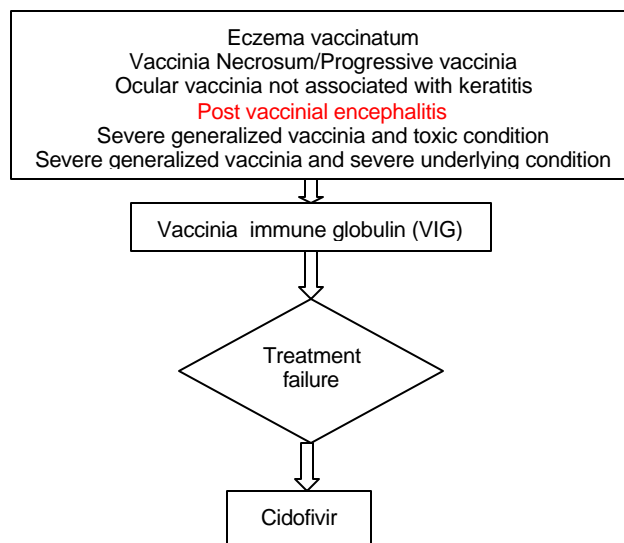 Eczema vaccinatum
Vaccinia Necrosum/Progressive vaccinia
Ocular vaccinia not associated with keratitis
Post vaccinial encephalitis
Severe generalized vaccinia and toxic condition
Severe generalized vaccinia and severe underlying condition
Vaccinia immune globulin (VIG)
Treatment
failure
Cidofivir